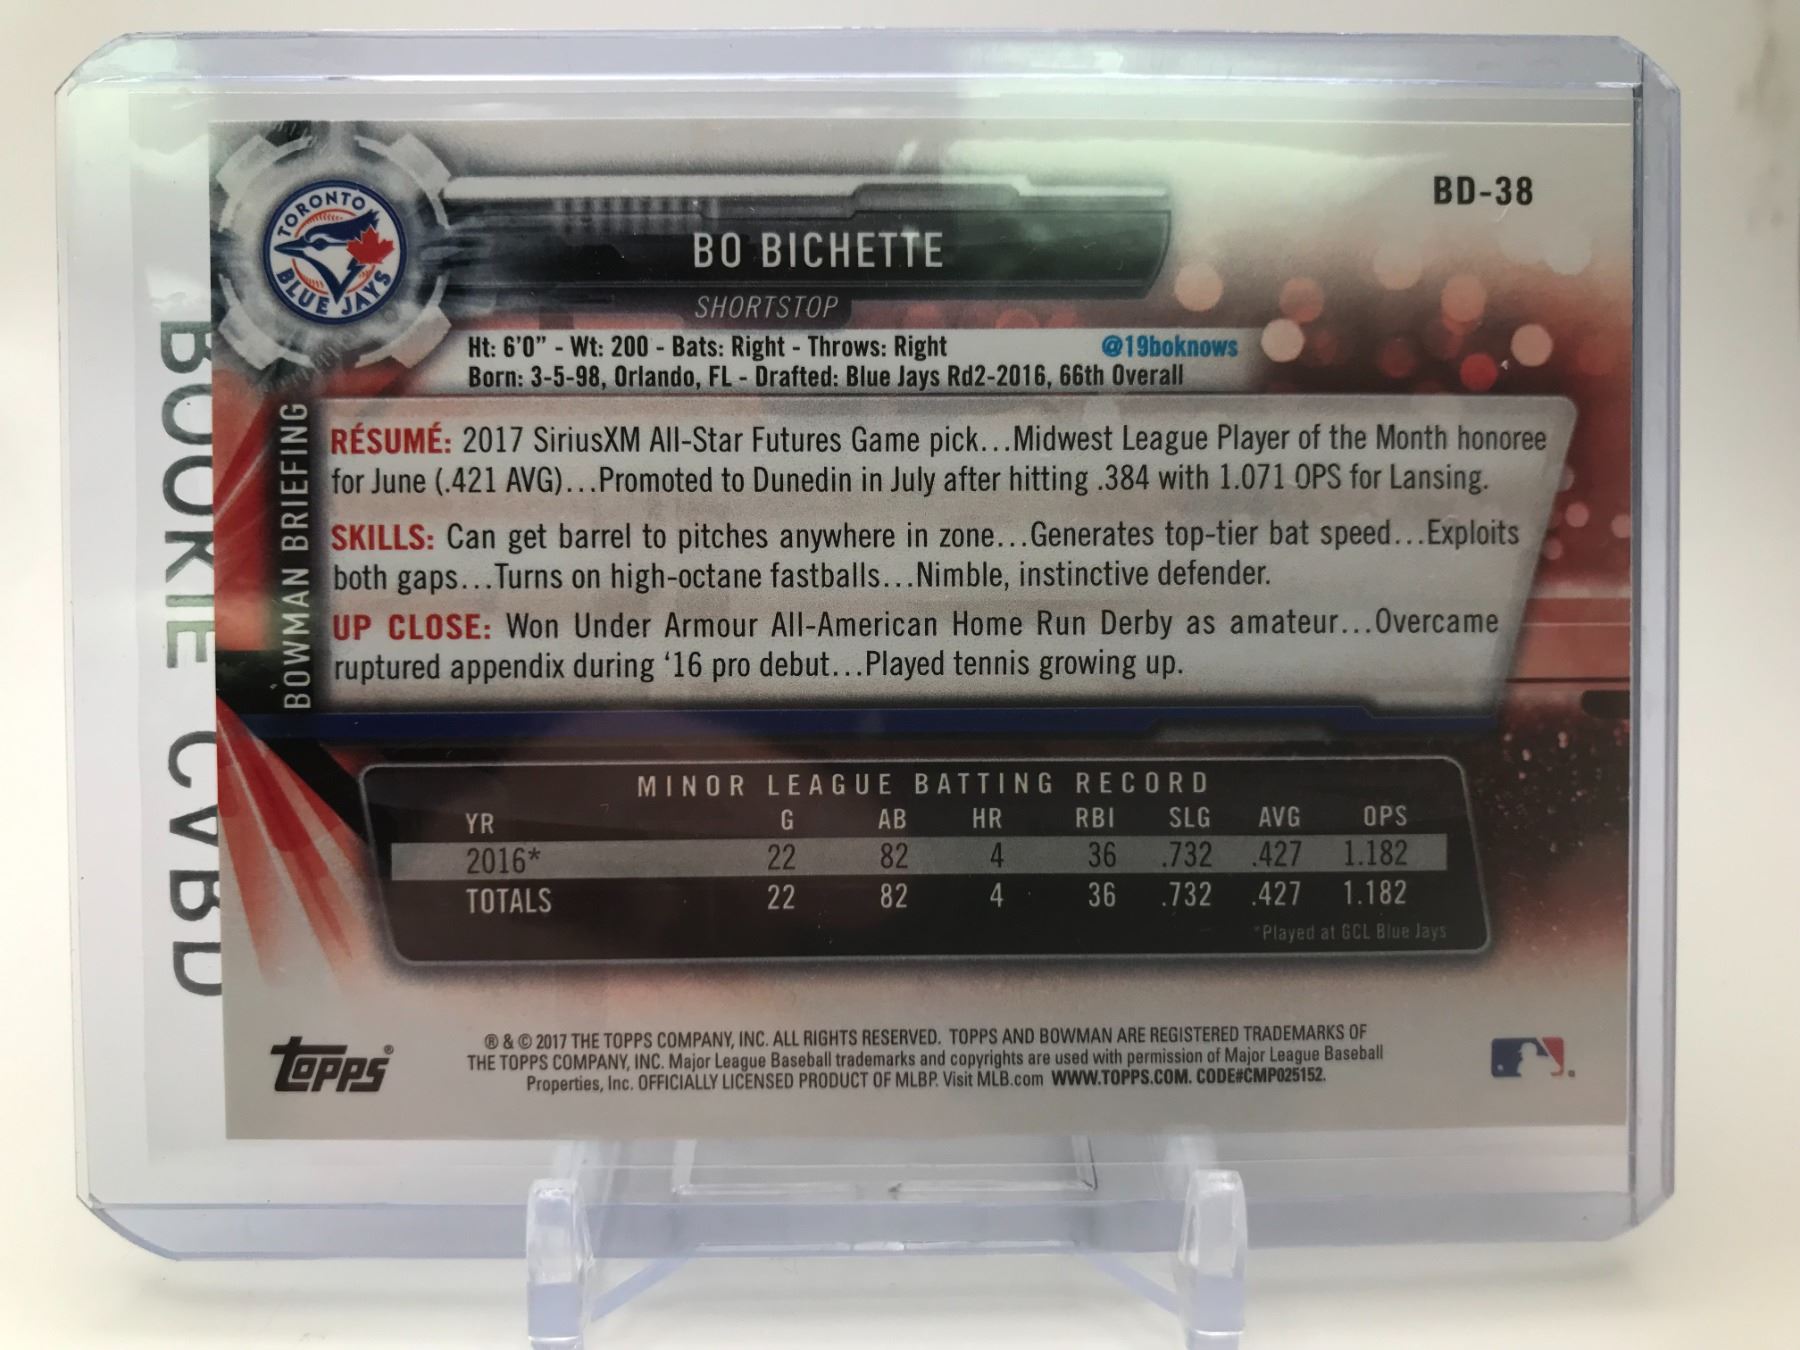 BD-38
TORONTO
BLUE JAYS
BO BICHETTE
SHORTSTOP
Ht: 6'0” - Wt: 200 - Bats: Right - Throws: Right @19boknows
Born: 3-5-98, Orlando, FL - Drafted: Blue Jays Rd2-2016, 66th Overall
BOWMAN BRIEFING
RÉSUMÉ: 2017 SiriusXM All-Star Futures Game pick...Midwest League Player of the Month honoree
for June (.421 AVG)...Promoted to Dunedin in July after hitting .384 with 1.071 OPS for Lansing.
SKILLS: Can get barrel to pitches anywhere in zone...Generates top-tier bat speed...Exploits
both gaps...Turns on high-octane fastballs...Nimble, instinctive defender.
UP CLOSE: Won Under Armour All-American Home Run Derby as amateur...Overcame
ruptured appendix during ‘16 pro debut...Played tennis growing up.
MINOR LEAGUE BATTING RECORD
YR G AB HR RBI SLG AVG OPS
2016* 22 82 4 36 .732 .427 1.182
TOTALS 22 82 4 36 .732 .427 1.182
*Played at GCL Blue Jays
topps®
® & © 2017 THE TOPPS COMPANY, INC. ALL RIGHTS RESERVED. TOPPS AND BOWMAN ARE REGISTERED TRADEMARKS OF
THE TOPPS COMPANY, INC. Major League Baseball trademarks and copyrights are used with permission of Major League Baseball
Properties, Inc. OFFICIALLY LICENSED PRODUCT OF MLBP. Visit MLB.com WWW.TOPPS.COM. CODE#CMP025152.